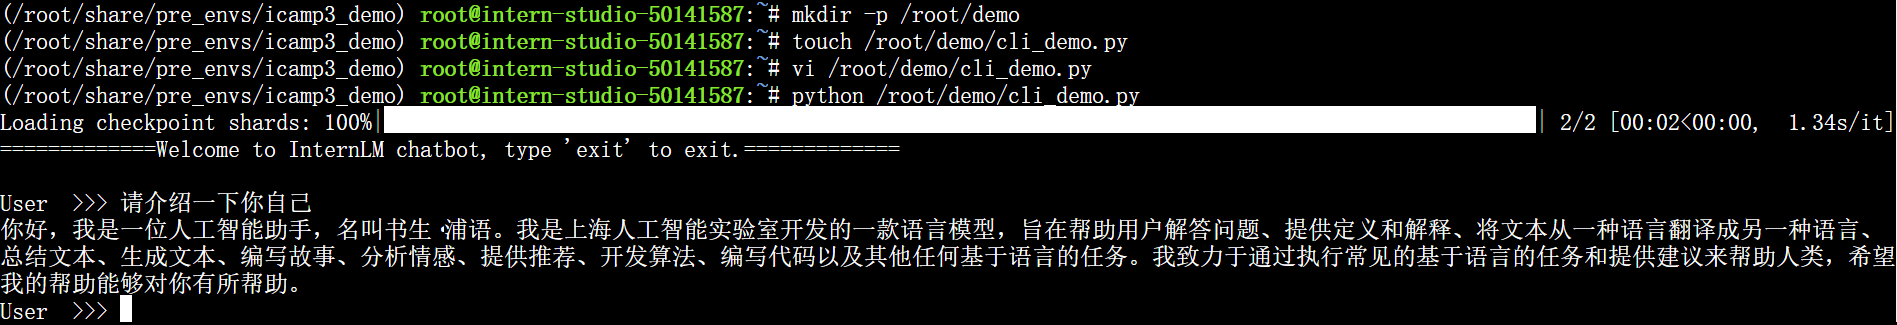 (/root/share/pre_envs/icamp3_demo) root@intern-studio-50141587:~# mkdir -p /root/demo
(/root/share/pre_envs/icamp3_demo) root@intern-studio-50141587:~# touch /root/demo/cli_demo.py
(/root/share/pre_envs/icamp3_demo) root@intern-studio-50141587:~# vi /root/demo/cli_demo.py
(/root/share/pre_envs/icamp3_demo) root@intern-studio-50141587:~# python /root/demo/cli_demo.py
Loading checkpoint shards: 100%| | 2/2 [00:02<00:00,  1.34s/it]
=============Welcome to InternLM chatbot, type 'exit' to exit.=============
User  >>> 请介绍一下你自己
你好，我是一位人工智能助手，名叫书生·浦语。我是上海人工智能实验室开发的一款语言模型，旨在帮助用户解答问题、提供定义和解释、将文本从一种语言翻译成另一种语言、
总结文本、生成文本、编写故事、分析情感、提供推荐、开发算法、编写代码以及其他任何基于语言的任务。我致力于通过执行常见的基于语言的任务和提供建议来帮助人类，希望
我的帮助能够对你有所帮助。
User  >>>